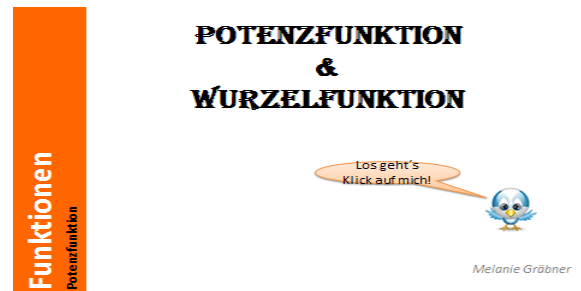 POTENZFUNKTION
&
WURZELFUNKTION
Los geht´s
Klick auf mich!
Funktionen
Potenzfunktion
Melanie Gräbner